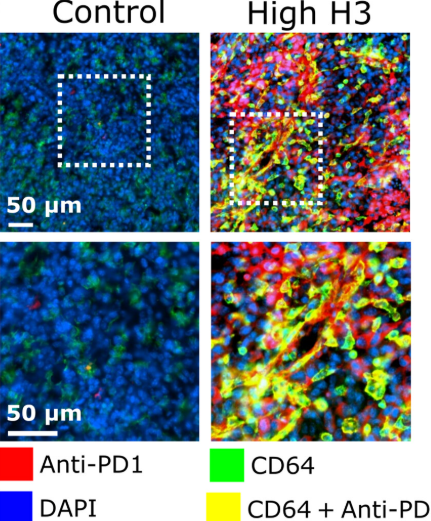 Control
High H3
50 µm
50 µm
Anti-PD1
CD64
DAPI
CD64 + Anti-PD